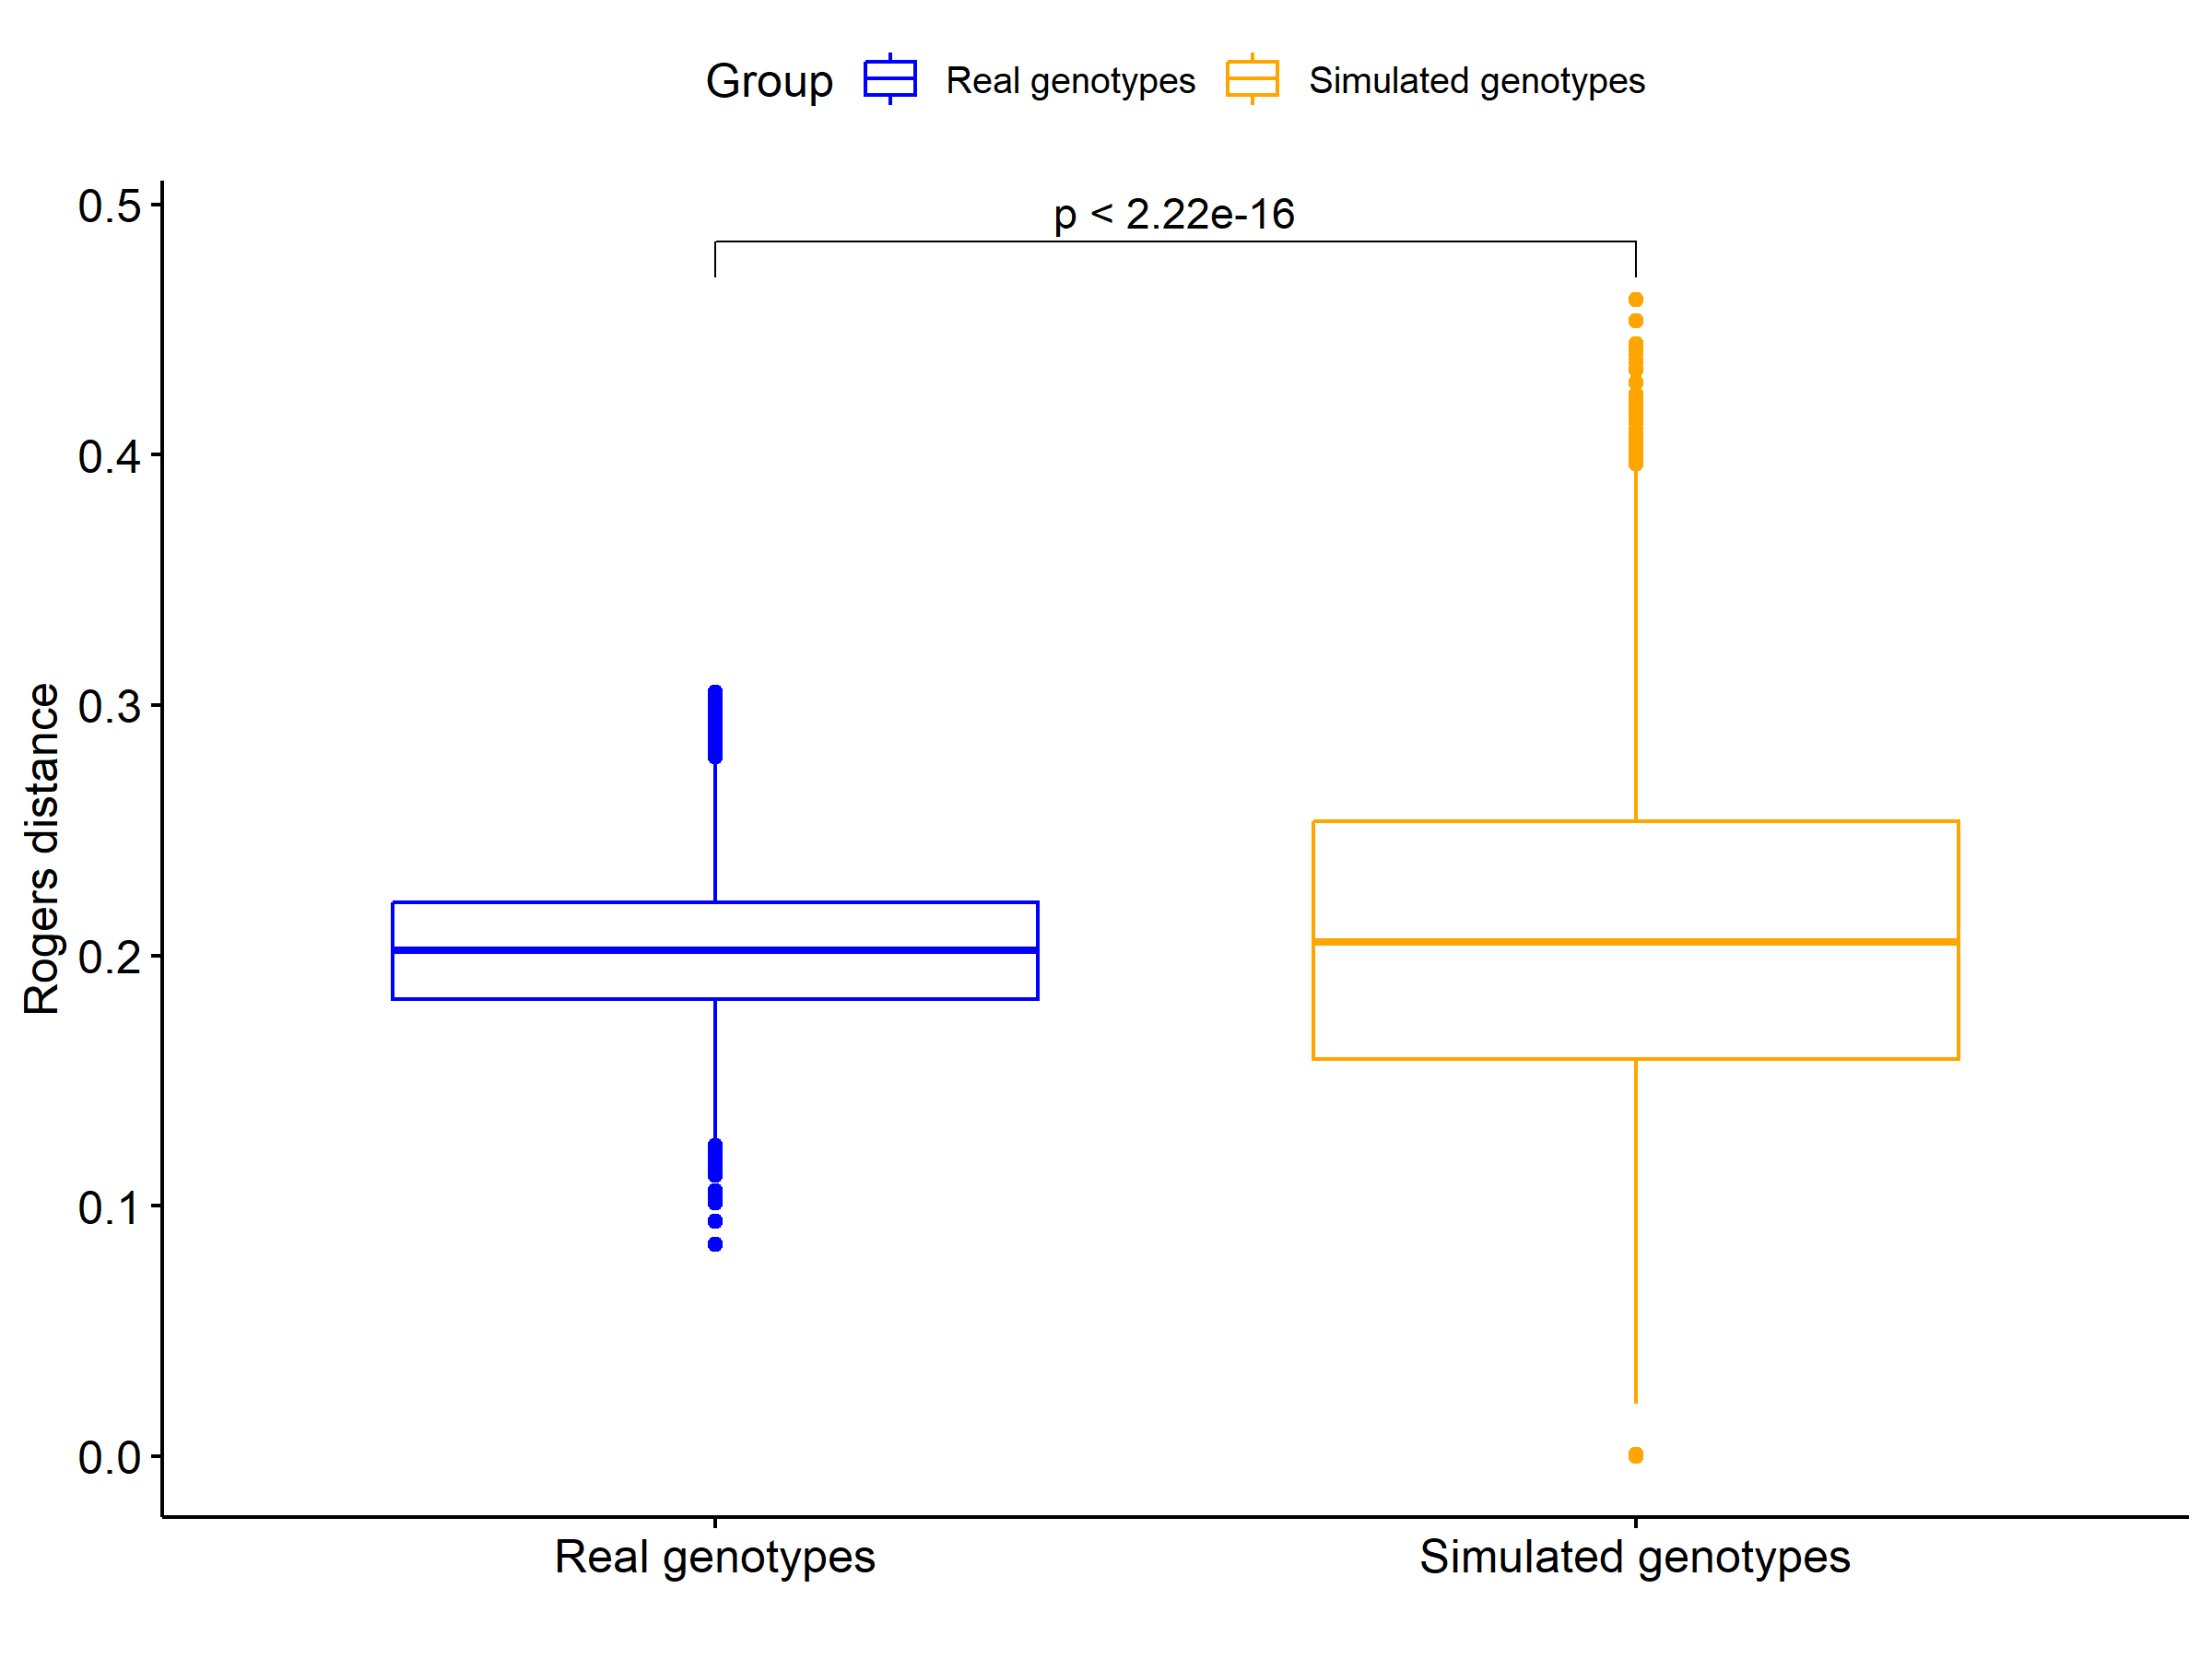 Group Real genotypes Simulated genotypes
p < 2.22e-16
0.5
0.4
0.3
0.2
0.1
0.0
Rogers distance
Real genotypes Simulated genotypes